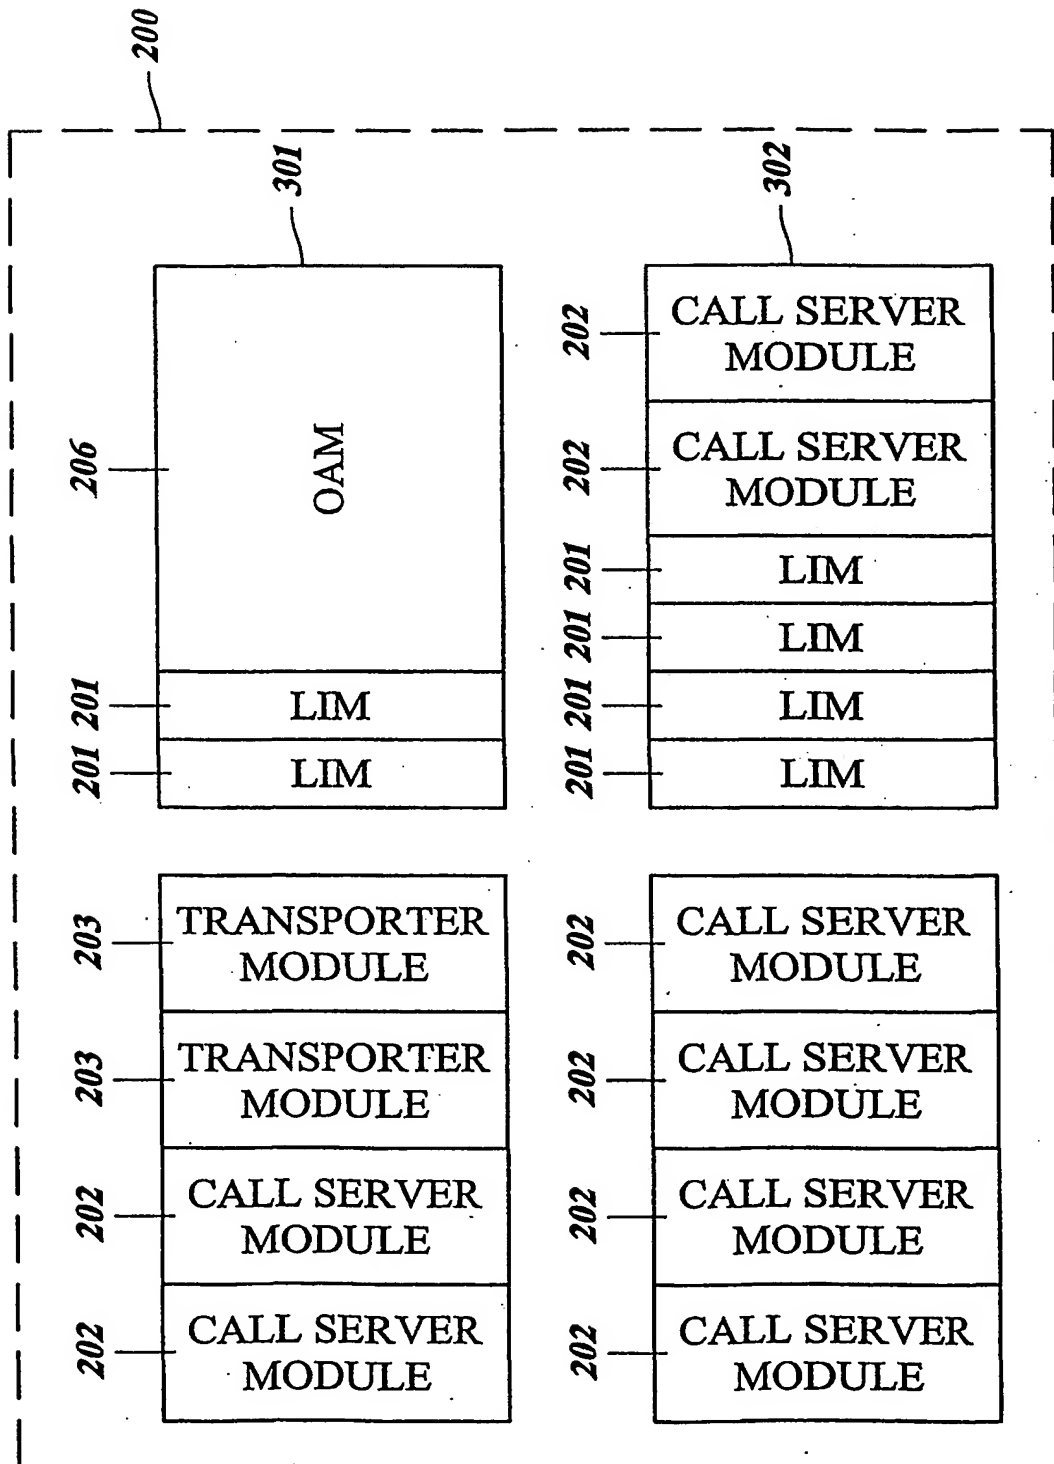 200
301
302
206
OAM
201
LIM
201
LIM
202
CALL SERVER
MODULE
202
CALL SERVER
MODULE
201
LIM
201
LIM
201
LIM
201
LIM
203
TRANSPORTER
MODULE
203
TRANSPORTER
MODULE
202
CALL SERVER
MODULE
202
CALL SERVER
MODULE
202
CALL SERVER
MODULE
202
CALL SERVER
MODULE
202
CALL SERVER
MODULE
202
CALL SERVER
MODULE